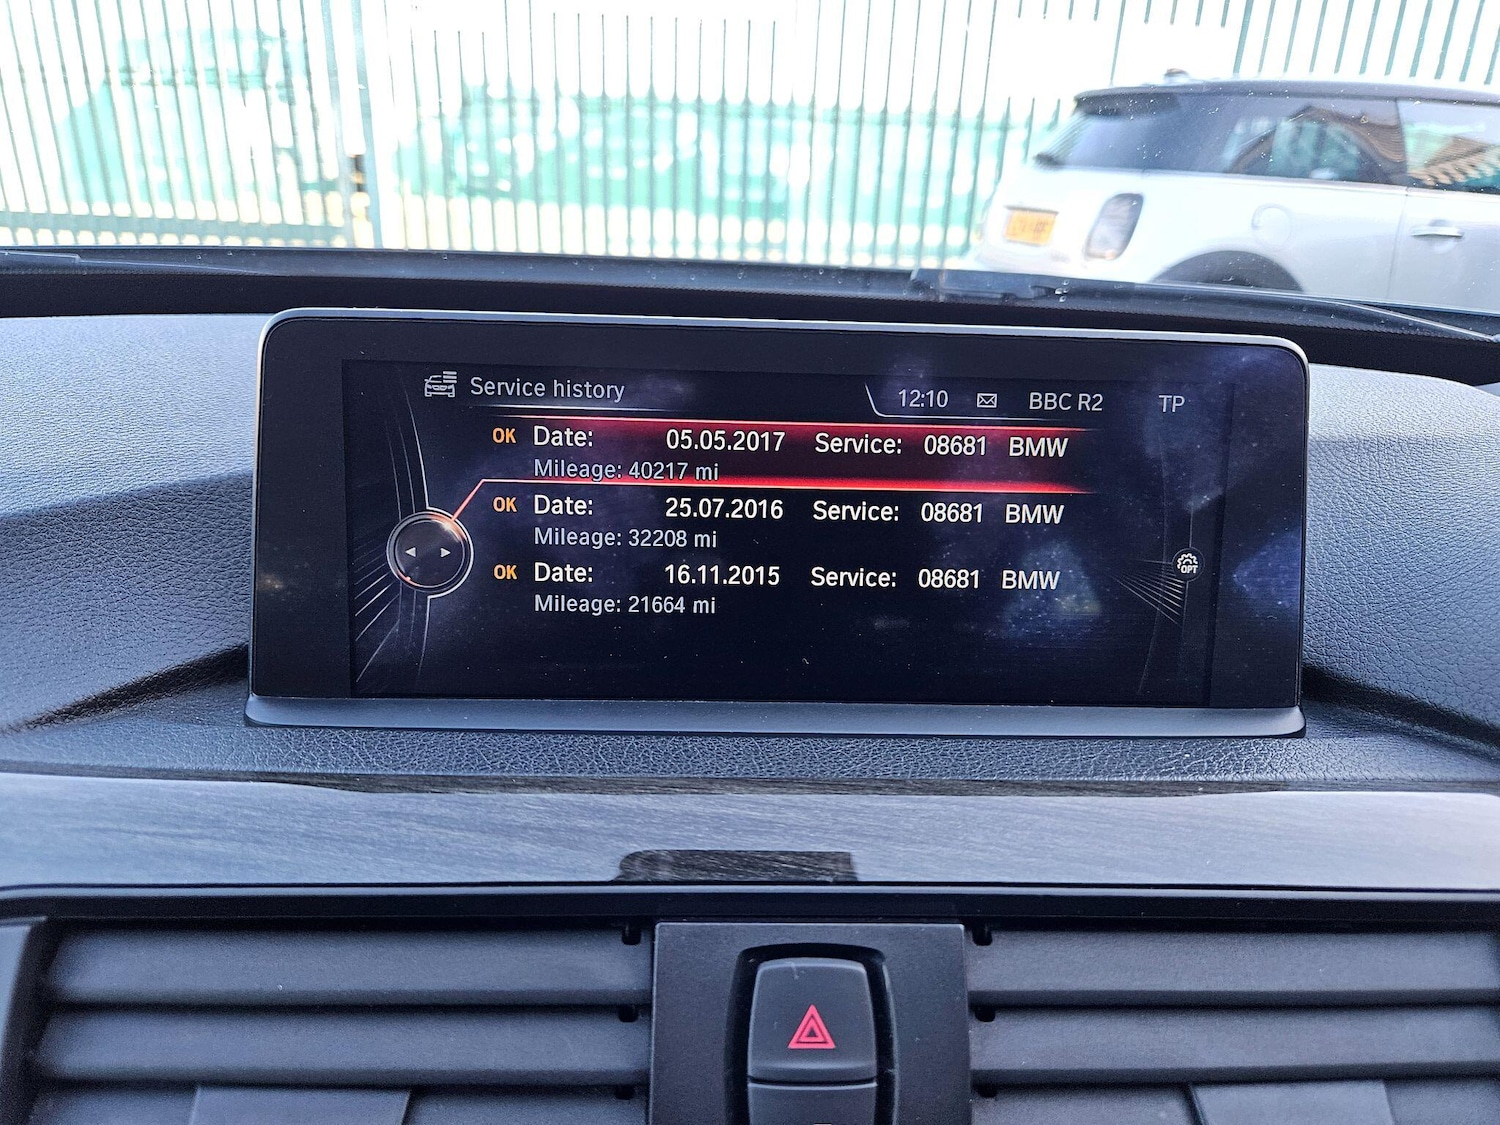 Service history
12:10 BBC R2 TP
OK Date: 05.05.2017 Service: 08681 BMW
Mileage: 40217 mi
OK Date: 25.07.2016 Service: 08681 BMW
Mileage: 32208 mi
OK Date: 16.11.2015 Service: 08681 BMW
Mileage: 21664 mi
OPT